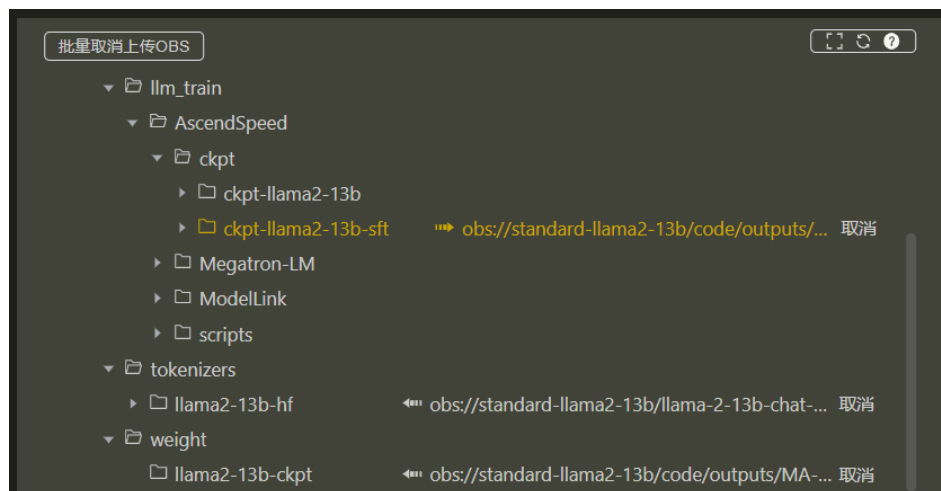 批量取消上传OBS
llm_train
AscendSpeed
ckpt
ckpt-llama2-13b
ckpt-llama2-13b-sft obs://standard-llama2-13b/code/outputs/... 取消
Megatron-LM
ModelLink
scripts
tokenizers
llama2-13b-hf obs://standard-llama2-13b/llama-2-13b-chat-... 取消
weight
llama2-13b-ckpt obs://standard-llama2-13b/code/outputs/MA-... 取消